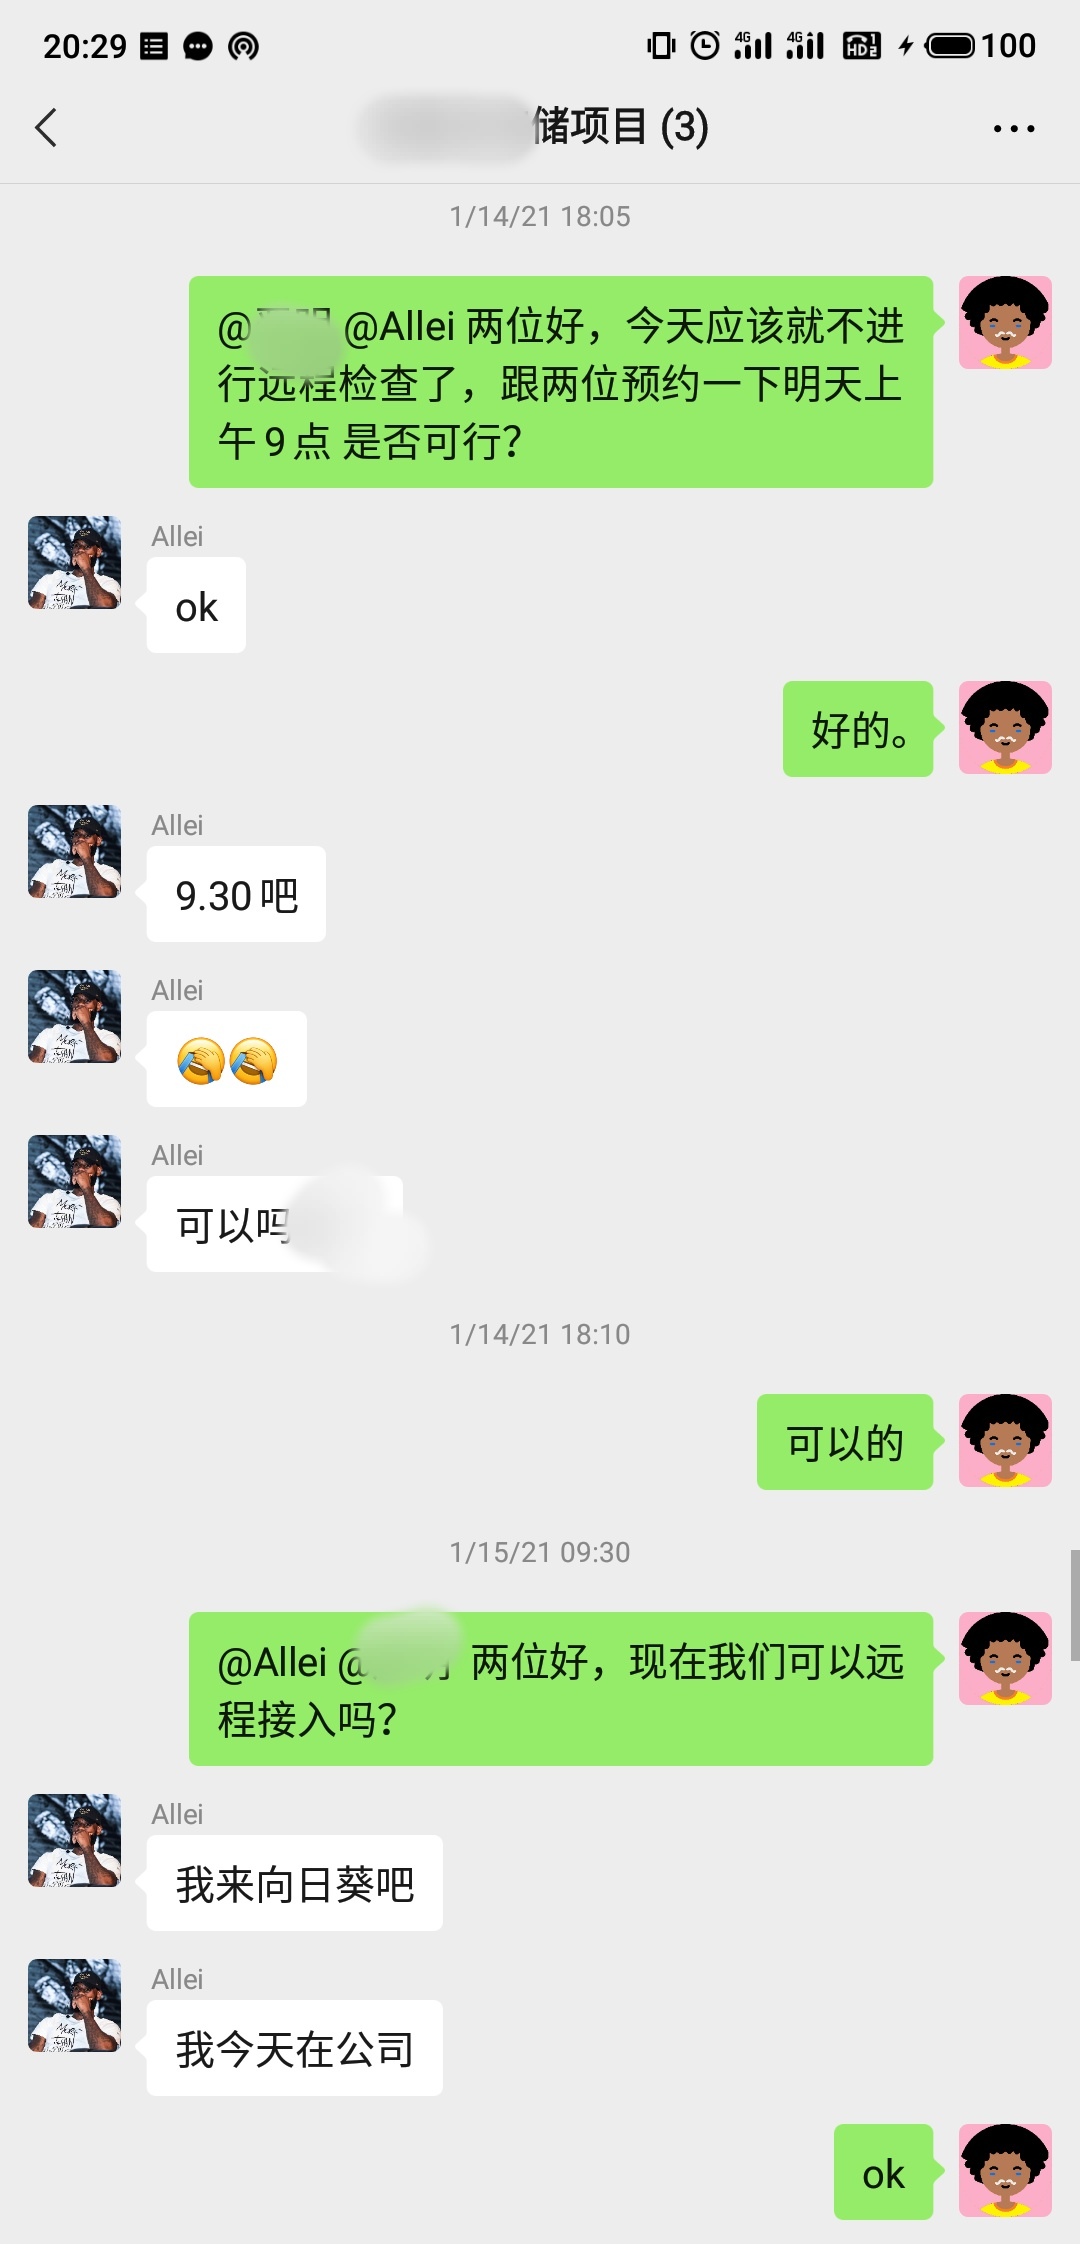 20:29
4G 4G HD 1 2 100
储项目 (3)
1/14/21 18:05
@ @Allei 两位好，今天应该就不进
行远程检查了，跟两位预约一下明天上
午 9 点 是否可行？
Allei
ok
好的。
Allei
9.30 吧
Allei
Allei
可以吗
1/14/21 18:10
可以的
1/15/21 09:30
@Allei @ 两位好，现在我们可以远
程接入吗？
Allei
我来向日葵吧
Allei
我今天在公司
ok